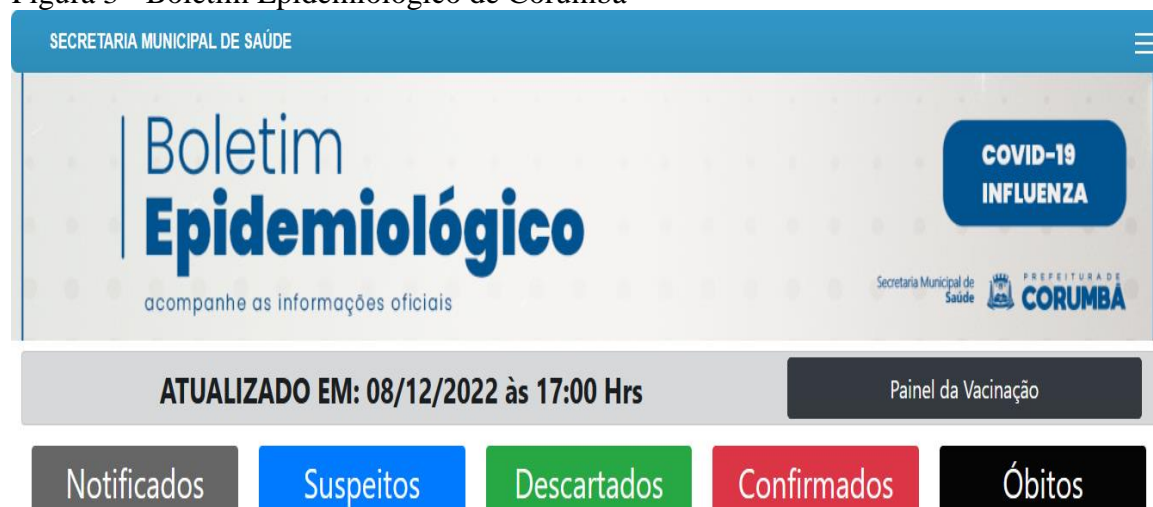 Figura 3 - Boletim Epidemiológico de Corumbá
SECRETARIA MUNICIPAL DE SAÚDE
Boletim
Epidemiológico
acompanhe as informações oficiais
COVID-19
INFLUENZA
Secretaria Municipal de
Saúde
PREFEITURA DE
CORUMBÁ
ATUALIZADO EM: 08/12/2022 às 17:00 Hrs
Painel da Vacinação
Notificados
Suspeitos
Descartados
Confirmados
Óbitos